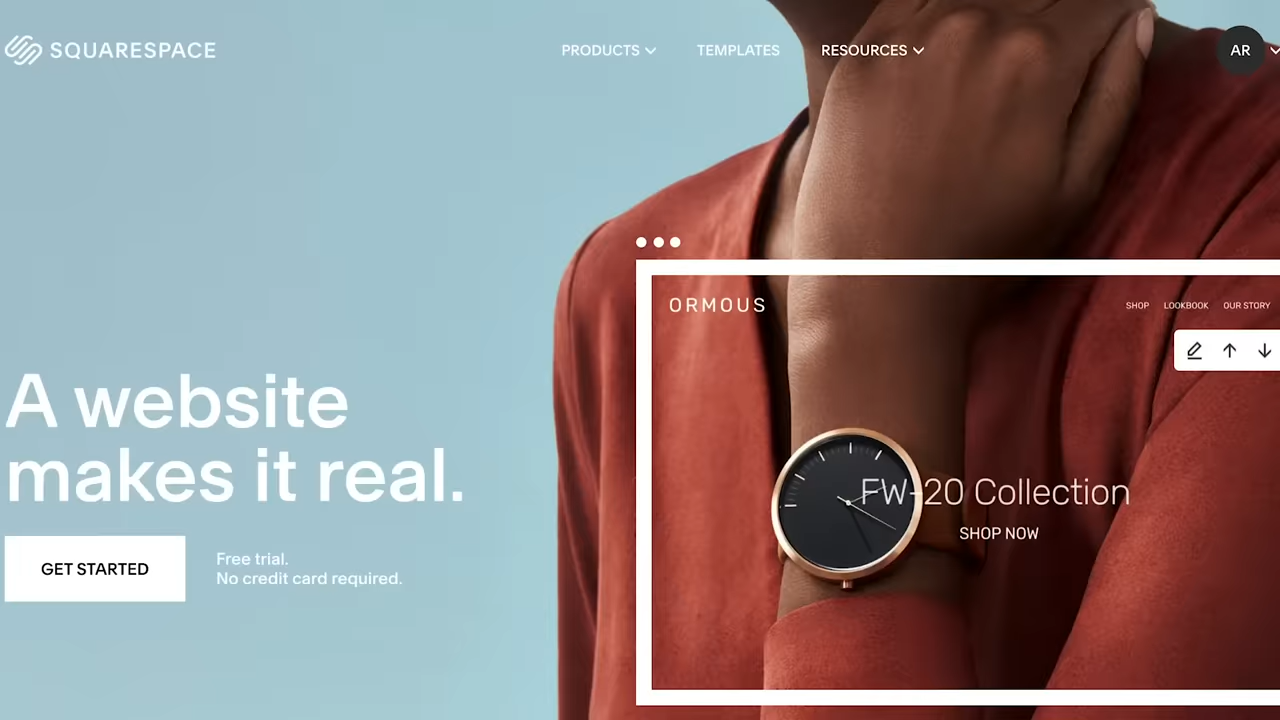 SQUARESPACE
PRODUCTS
TEMPLATES
RESOURCES
AR
ORMOUS
SHOP
LOOKBOOK
OUR STORY
A website
makes it real.
FW-20 Collection
SHOP NOW
GET STARTED
Free trial.
No credit card required.